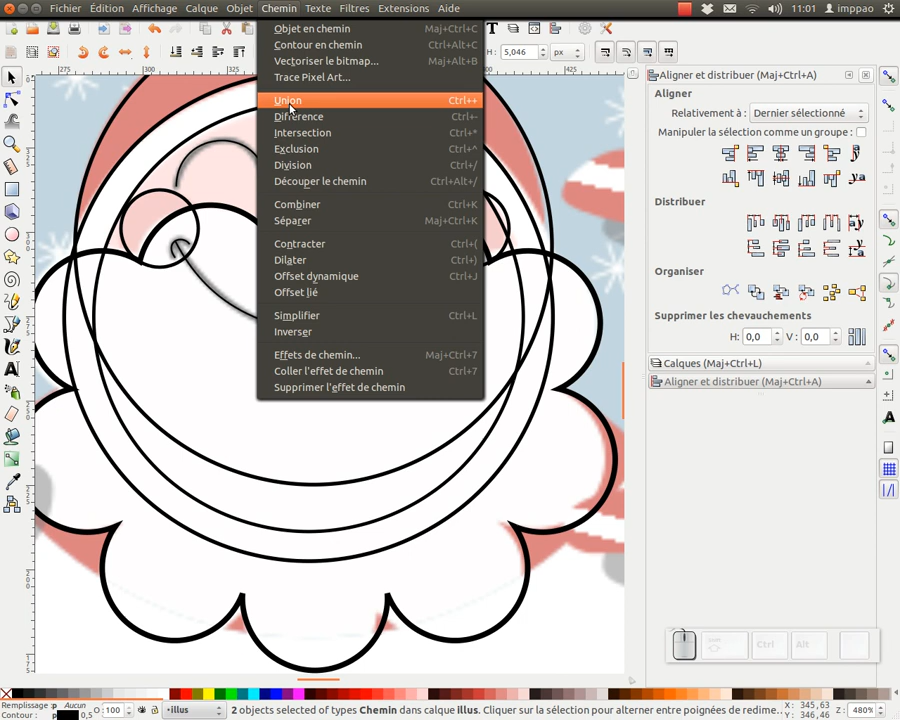 Fichier Édition Affichage Calque Objet Chemin Texte Filtres Extensions Aide 11:01 imppao
Objet en chemin Maj+Ctrl+C
Contour en chemin Ctrl+Alt+C
Vectoriser le bitmap... Maj+Alt+B
Trace Pixel Art...
Union Ctrl++
Différence Ctrl+-
Intersection Ctrl+*
Exclusion Ctrl+^
Division Ctrl+/
Découper le chemin Ctrl+Alt+/
Combiner Ctrl+K
Séparer Maj+Ctrl+K
Contracter Ctrl+(
Dilater Ctrl+)
Offset dynamique Ctrl+J
Offset lié
Simplifier Ctrl+L
Inverser
Effets de chemin... Maj+Ctrl+7
Coller l'effet de chemin Ctrl+7
Supprimer l'effet de chemin
H : 5,046 px
275 300 325 425
Aligner et distribuer (Maj+Ctrl+A)
Aligner
Relativement à : Dernier sélectionné
Manipuler la sélection comme un groupe :
Distribuer
Organiser
Supprimer les chevauchements
H: 0,0 V : 0,0
Calques (Maj+Ctrl+L)
Aligner et distribuer (Maj+Ctrl+A)
Ctrl Alt
Remplissage : Aucun
0,5
O: 100
illus
2 objects selected of types Chemin dans calque illus. Cliquer sur la sélection pour alterner entre poignées de redime...
X: 345,63
Y: 346,46
Z: 480%